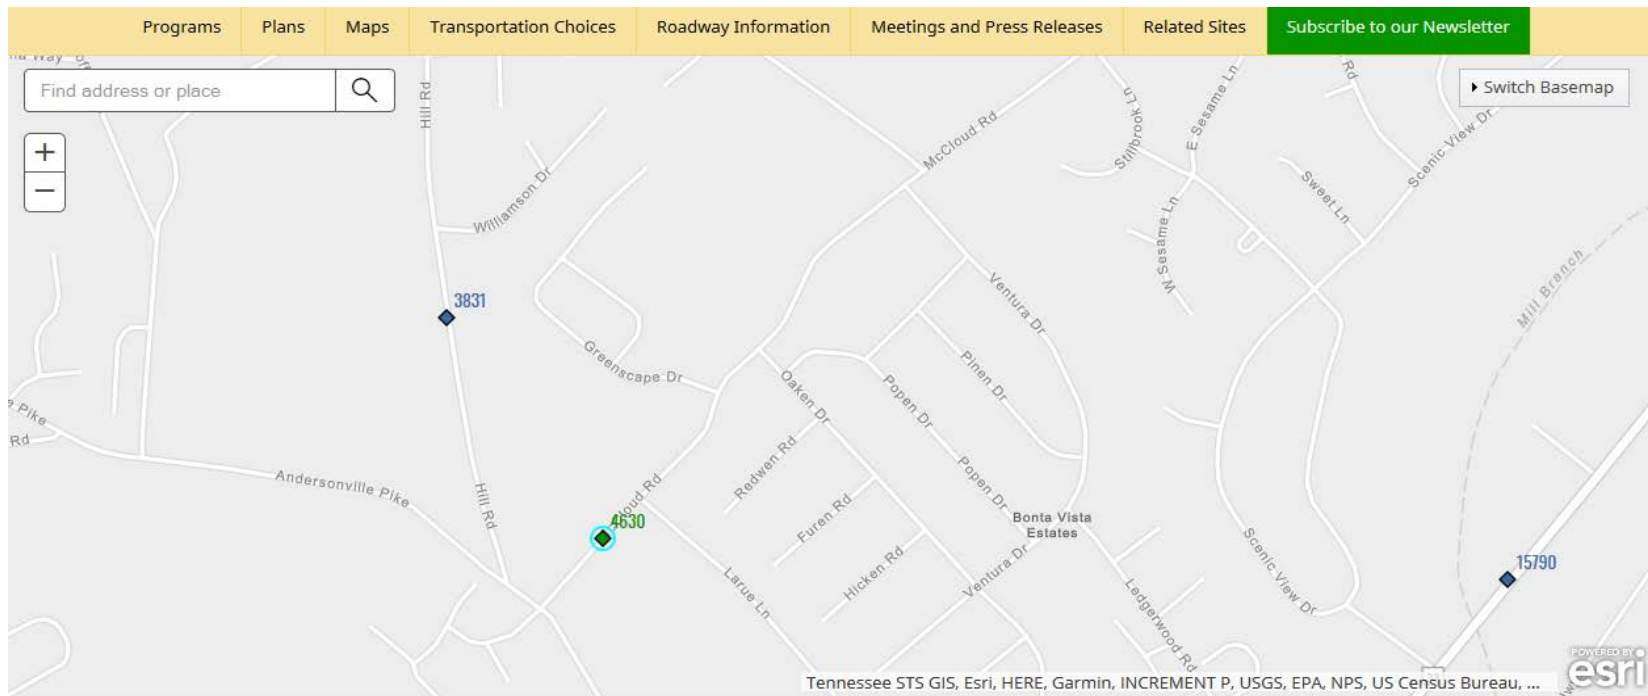 Programs
Plans
Maps
Transportation Choices
Roadway Information
Meetings and Press Releases
Related Sites
Subscribe to our Newsletter
Find address or place
Switch Basemap
+
−
Hill Rd
McCloud Rd
Stillbrook Ln
E Sesame Ln
Rd
Scenic View Dr
Williamson Dr
Sweet Ln
W Sesame Ln
Mill Branch
3831
Ventura Dr
Greenscape Dr
Pinen Dr
Oaken Dr
Popen Dr
Pike
Rd
Andersonville Pike
Hill Rd
Redwen Rd
Popen Dr
loud Rd
4630
Furen Rd
Bonta Vista
Estates
Hicken Rd
Ventura Dr
Larue Ln
Scenic View Dr
15790
Ledgerwood Rd
POWERED BY
esri
Tennessee STS GIS, Esri, HERE, Garmin, INCREMENT P, USGS, EPA, NPS, US Census Bureau, ...